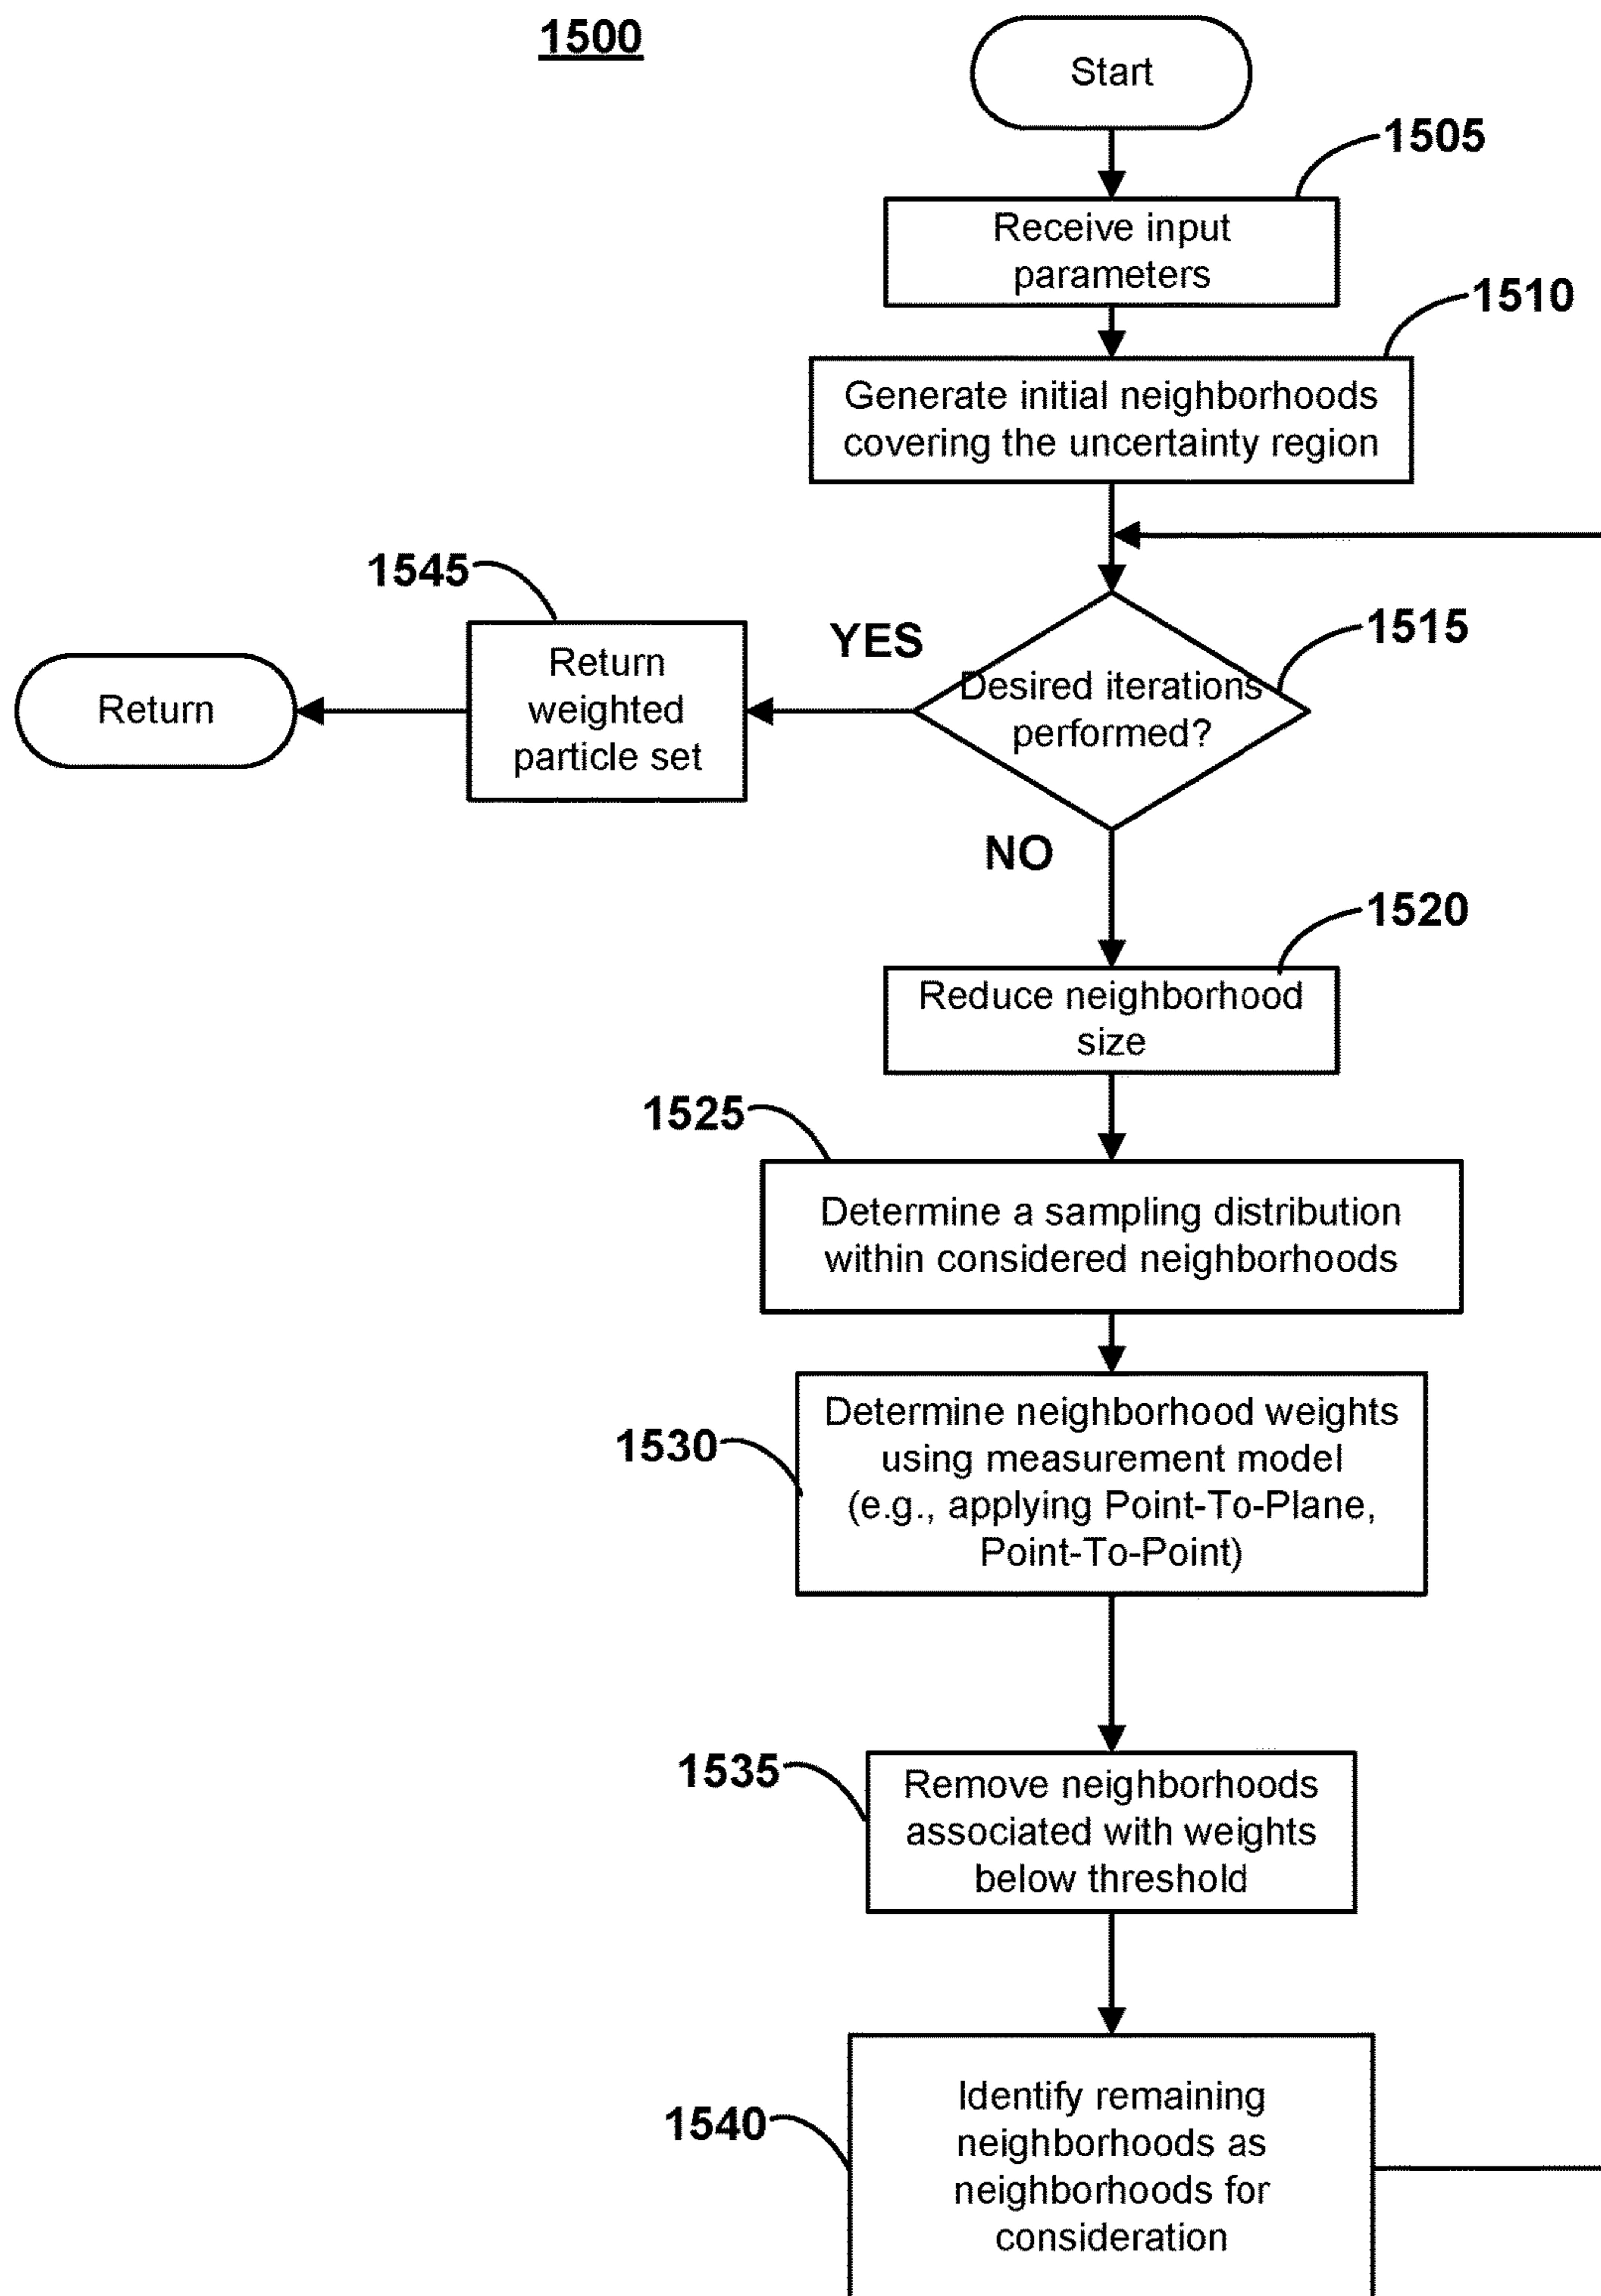 1500
Start
1505
Receive input
parameters
1510
Generate initial neighborhoods
covering the uncertainty region
1545
YES
1515
Return
weighted
particle set
Return
Desired iterations
performed?
NO
1520
Reduce neighborhood
size
1525
Determine a sampling distribution
within considered neighborhoods
1530
Determine neighborhood weights
using measurement model
(e.g., applying Point-To-Plane,
Point-To-Point)
1535
Remove neighborhoods
associated with weights
below threshold
1540
Identify remaining
neighborhoods as
neighborhoods for
consideration